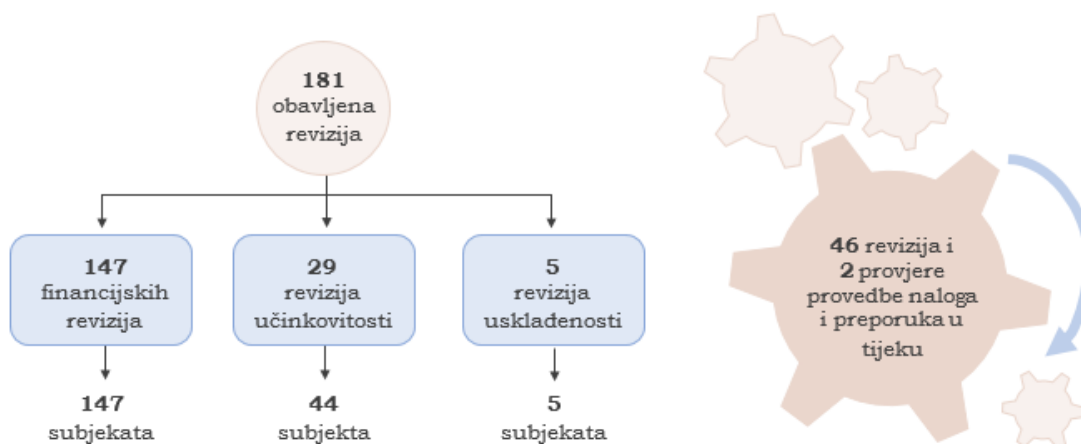 181
obavljena
revizija
147
financijskih
revizija
29
revizija
učinkovitosti
5
revizija
usklađenosti
147
subjekata
44
subjekta
5
subjekata
46 revizija i
2 provjere
provedbe naloga
i preporuka u
tijeku